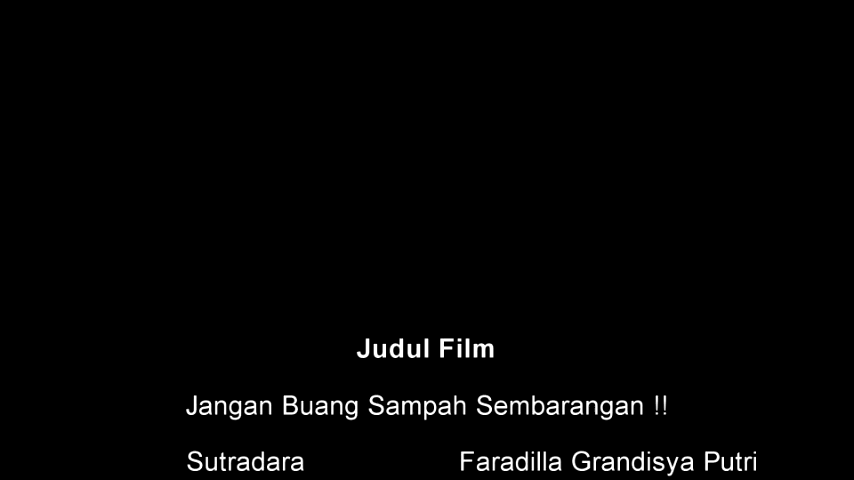 Judul Film
Jangan Buang Sampah Sembarangan !!
Sutradara Faradilla Grandisya Putri